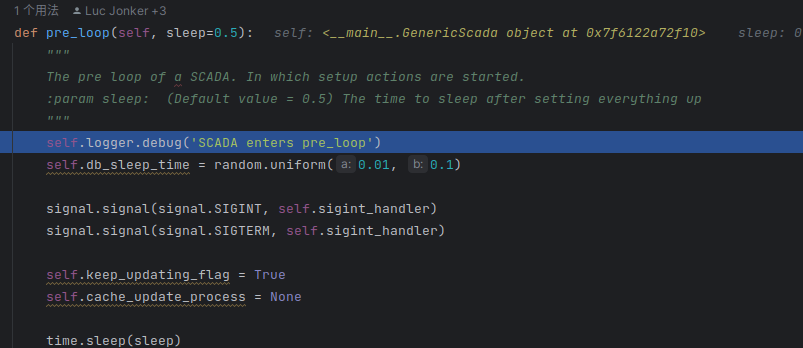 1 个用法 Luc Jonker +3
def pre_loop(self, sleep=0.5): self: <__main__.GenericScada object at 0x7f6122a72f10> sleep: 0
"""
The pre loop of a SCADA. In which setup actions are started.
:param sleep: (Default value = 0.5) The time to sleep after setting everything up
"""
self.logger.debug('SCADA enters pre_loop')
self.db_sleep_time = random.uniform( a: 0.01, b: 0.1)
signal.signal(signal.SIGINT, self.sigint_handler)
signal.signal(signal.SIGTERM, self.sigint_handler)
self.keep_updating_flag = True
self.cache_update_process = None
time.sleep(sleep)